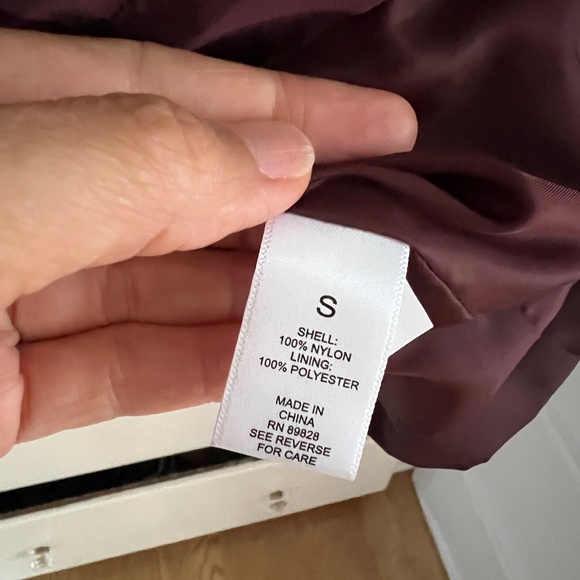 S
SHELL:
100% NYLON
LINING:
100% POLYESTER
MADE IN
CHINA
RN 89828
SEE REVERSE
FOR CARE